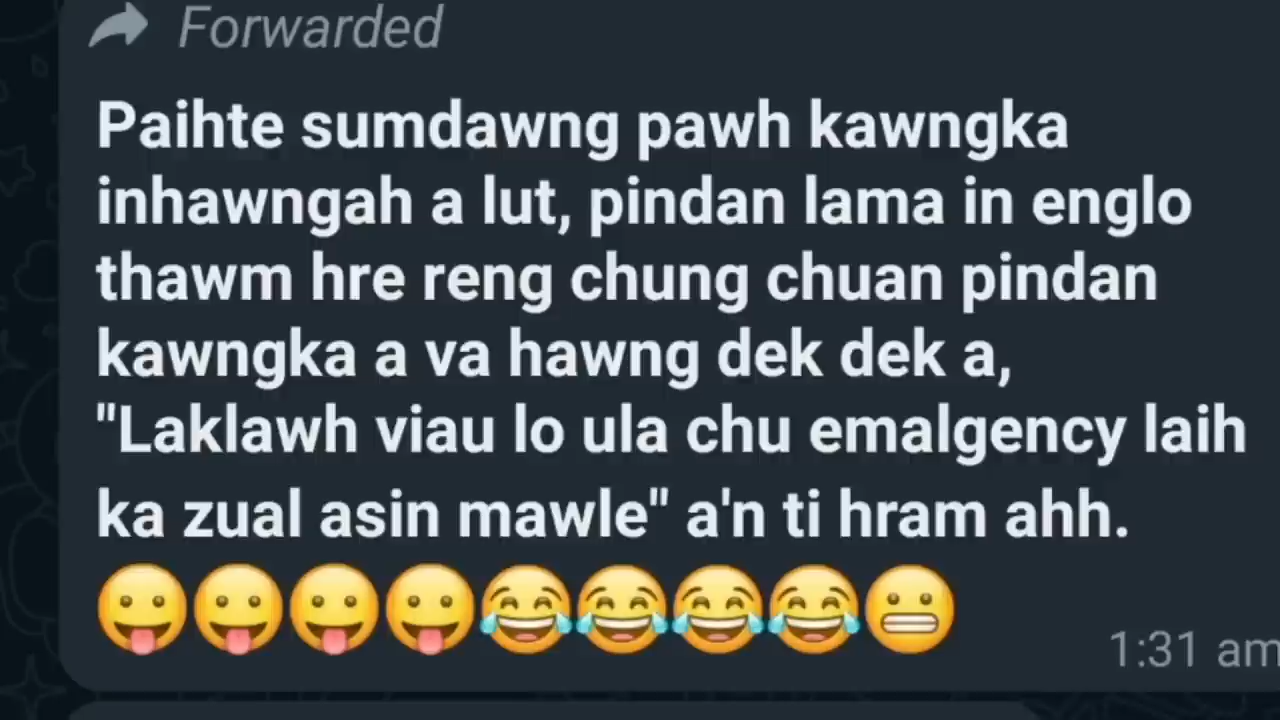 Forwarded
Paihte sumdawng pawh kawngka
inhawngah a lut, pindan lama in englo
thawm hre reng chung chuan pindan
kawngka a va hawng dek dek a,
"Laklawh viau lo ula chu emalgency laih
ka zual asin mawle" a'n ti hram ahh.
😛😛😛😛😂😂😂😂😬
1:31 am